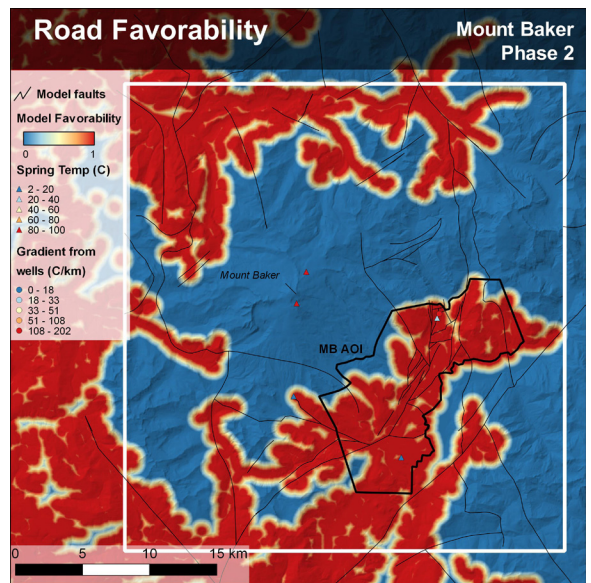 Road Favorability
Mount Baker
Phase 2
Model faults
Model Favorability
0 1
Spring Temp (C)
2 - 20
20 - 40
40 - 60
60 - 80
80 - 100
Gradient from
wells (C/km)
0 - 18
18 - 33
33 - 51
51 - 108
108 - 202
Mount Baker
MB AOI
0 5 10 15 km